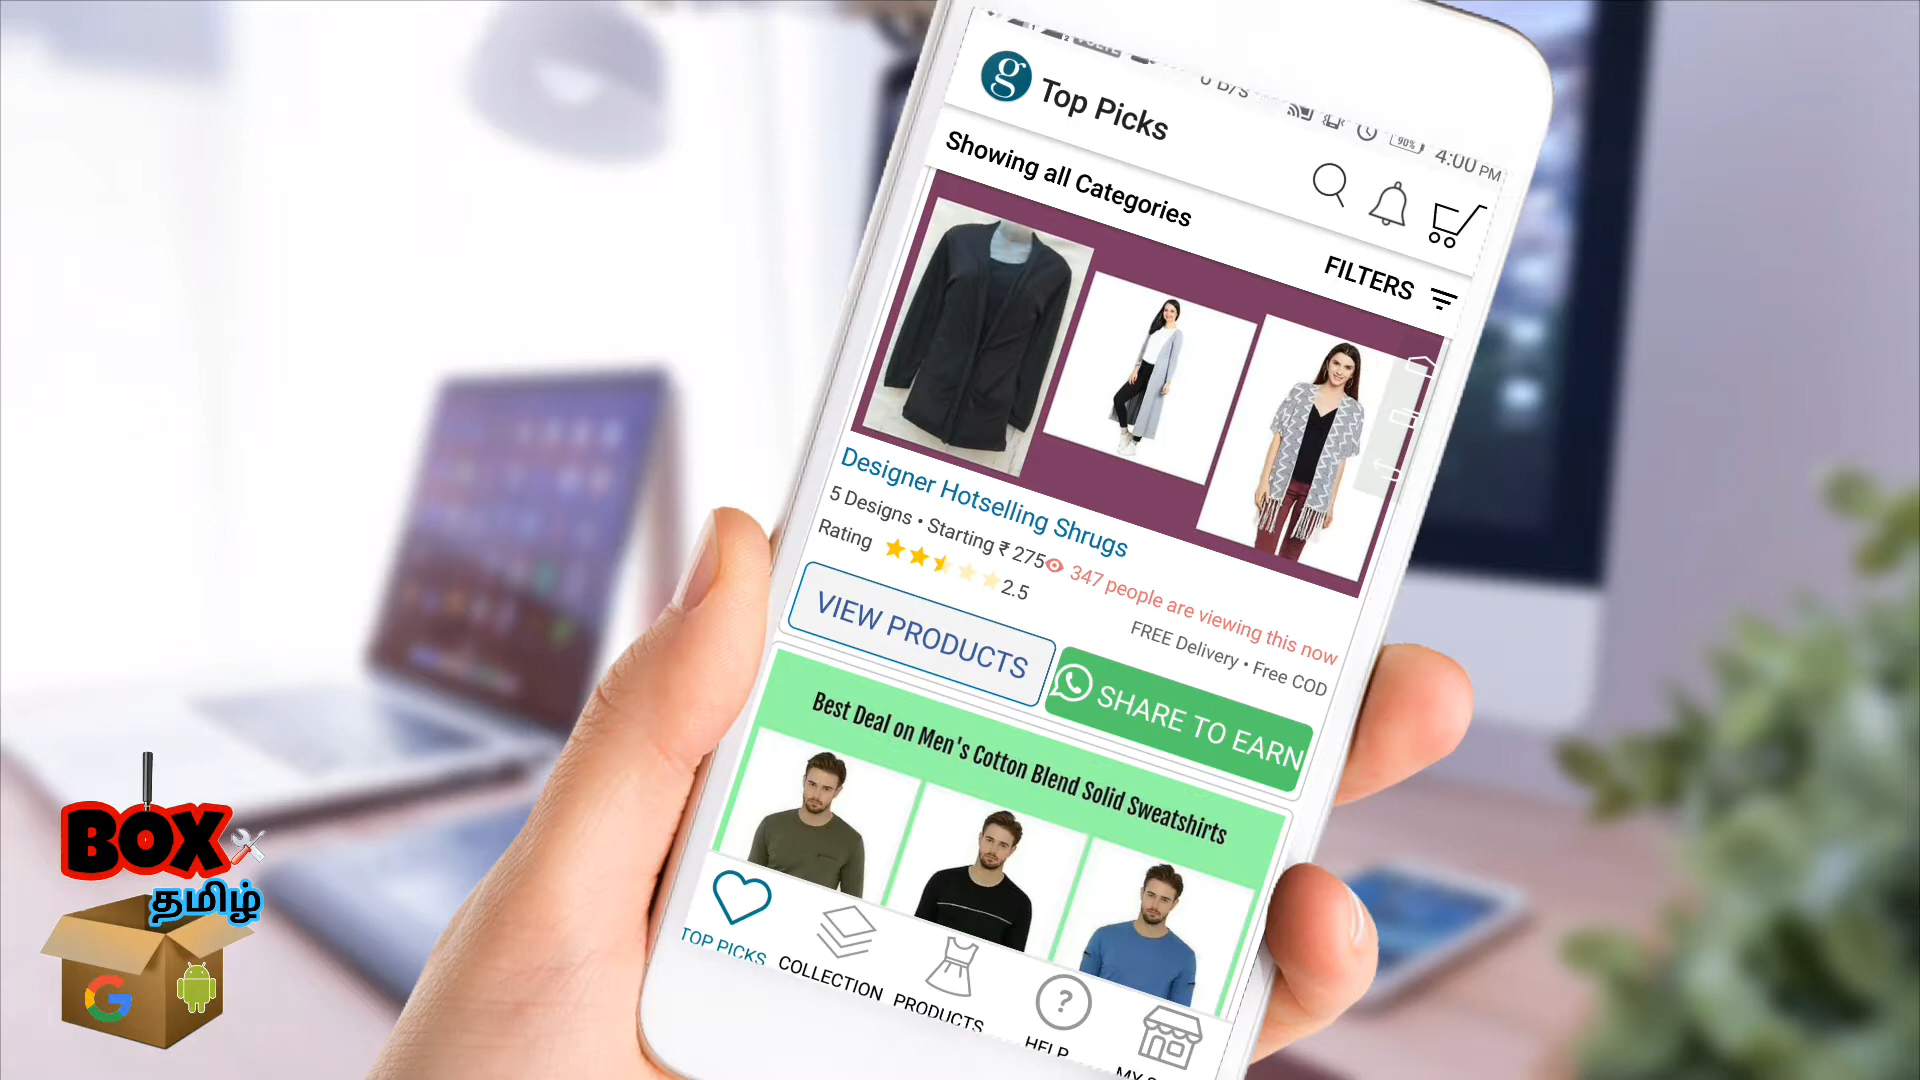 0 B/s
90%
4:00 PM
g
Top Picks
Showing all Categories
FILTERS
Designer Hotselling Shrugs
5 Designs • Starting ₹ 275
347 people are viewing this now
Rating
2.5
FREE Delivery • Free COD
VIEW PRODUCTS
SHARE TO EARN
Best Deal on Men's Cotton Blend Solid Sweatshirts
TOP PICKS
COLLECTION
PRODUCTS
HELP
?
BOX
தமிழ்
G